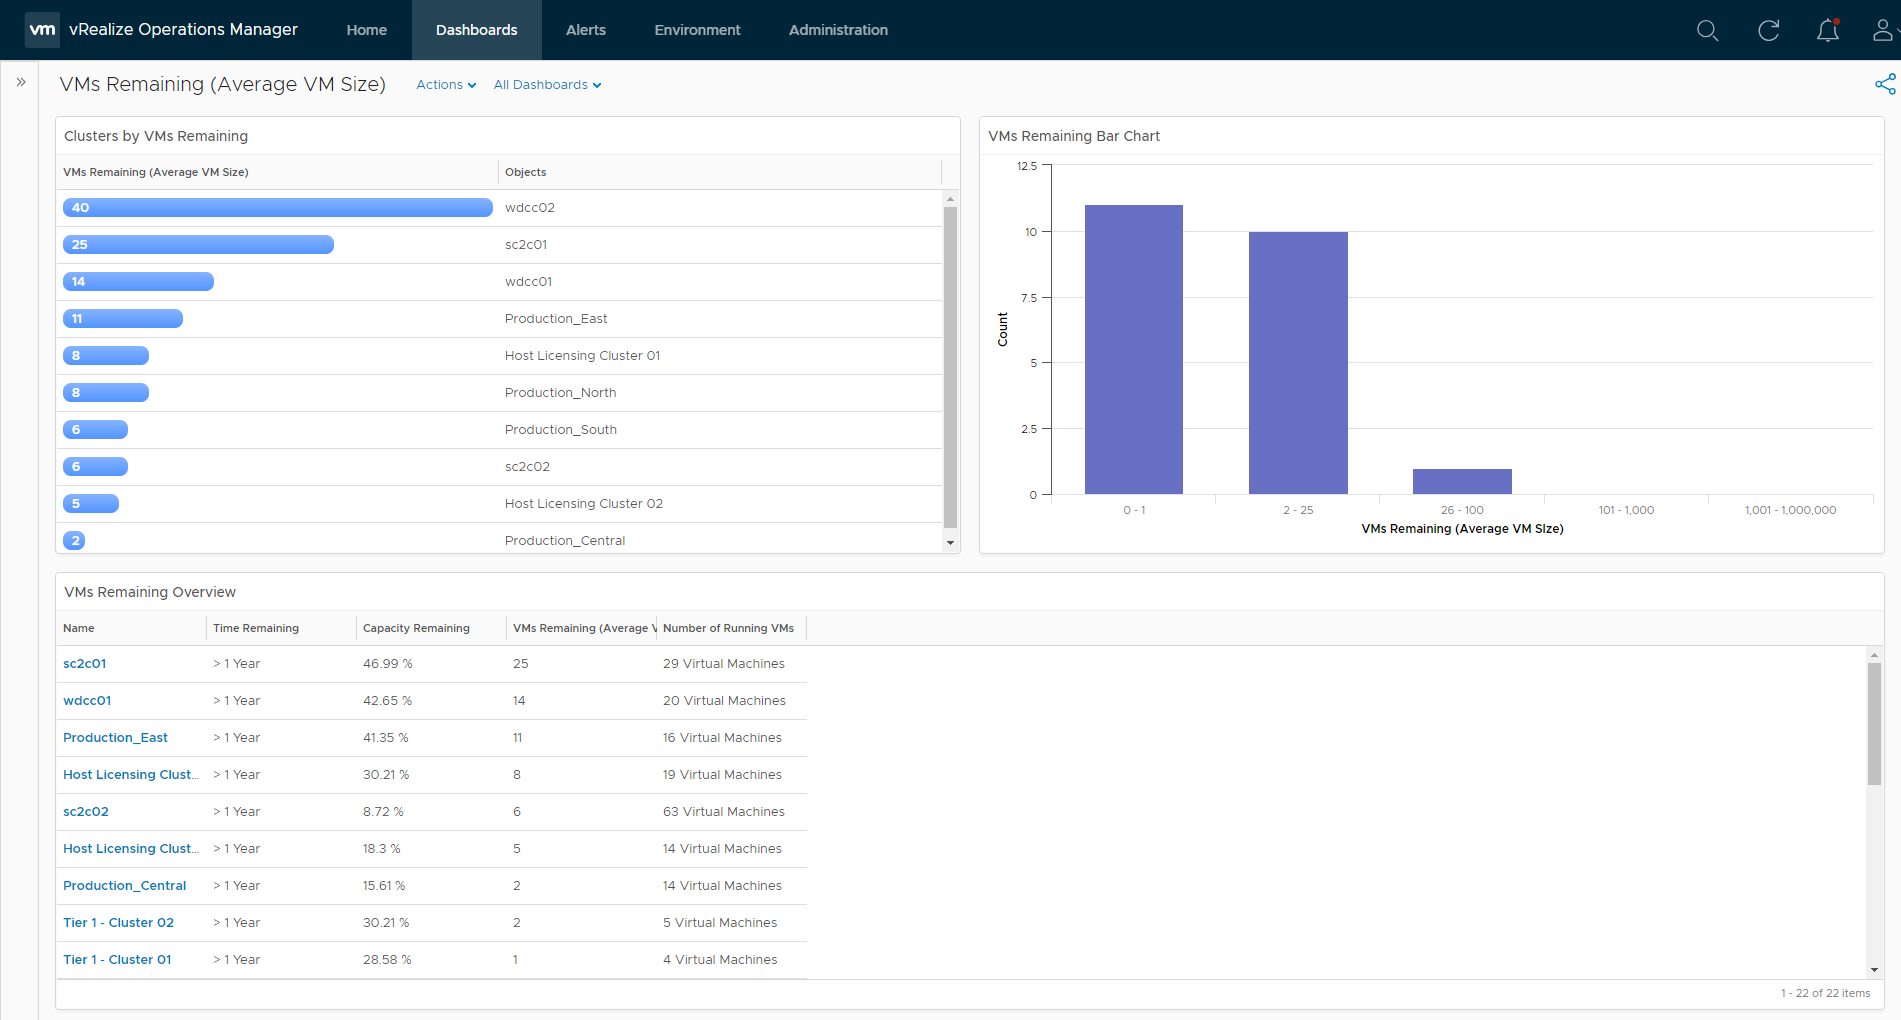 vm vRealize Operations Manager Home Dashboards Alerts Environment Administration
VMs Remaining (Average VM Size) Actions All Dashboards
Clusters by VMs Remaining
VMs Remaining (Average VM Size) Objects
40 wdcc02
25 sc2c01
14 wdcc01
11 Production_East
8 Host Licensing Cluster 01
8 Production_North
6 Production_South
6 sc2c02
5 Host Licensing Cluster 02
2 Production_Central
VMs Remaining Bar Chart
12.5
10
7.5
5
2.5
0
Count
0 - 1 2 - 25 26 - 100 101 - 1,000 1,001 - 1,000,000
VMs Remaining (Average VM Size)
VMs Remaining Overview
Name Time Remaining Capacity Remaining VMs Remaining (Average V Number of Running VMs
sc2c01 > 1 Year 46.99 % 25 29 Virtual Machines
wdcc01 > 1 Year 42.65 % 14 20 Virtual Machines
Production_East > 1 Year 41.35 % 11 16 Virtual Machines
Host Licensing Clust... > 1 Year 30.21 % 8 19 Virtual Machines
sc2c02 > 1 Year 8.72 % 6 63 Virtual Machines
Host Licensing Clust... > 1 Year 18.3 % 5 14 Virtual Machines
Production_Central > 1 Year 15.61 % 2 14 Virtual Machines
Tier 1 - Cluster 02 > 1 Year 30.21 % 2 5 Virtual Machines
Tier 1 - Cluster 01 > 1 Year 28.58 % 1 4 Virtual Machines
1 - 22 of 22 items